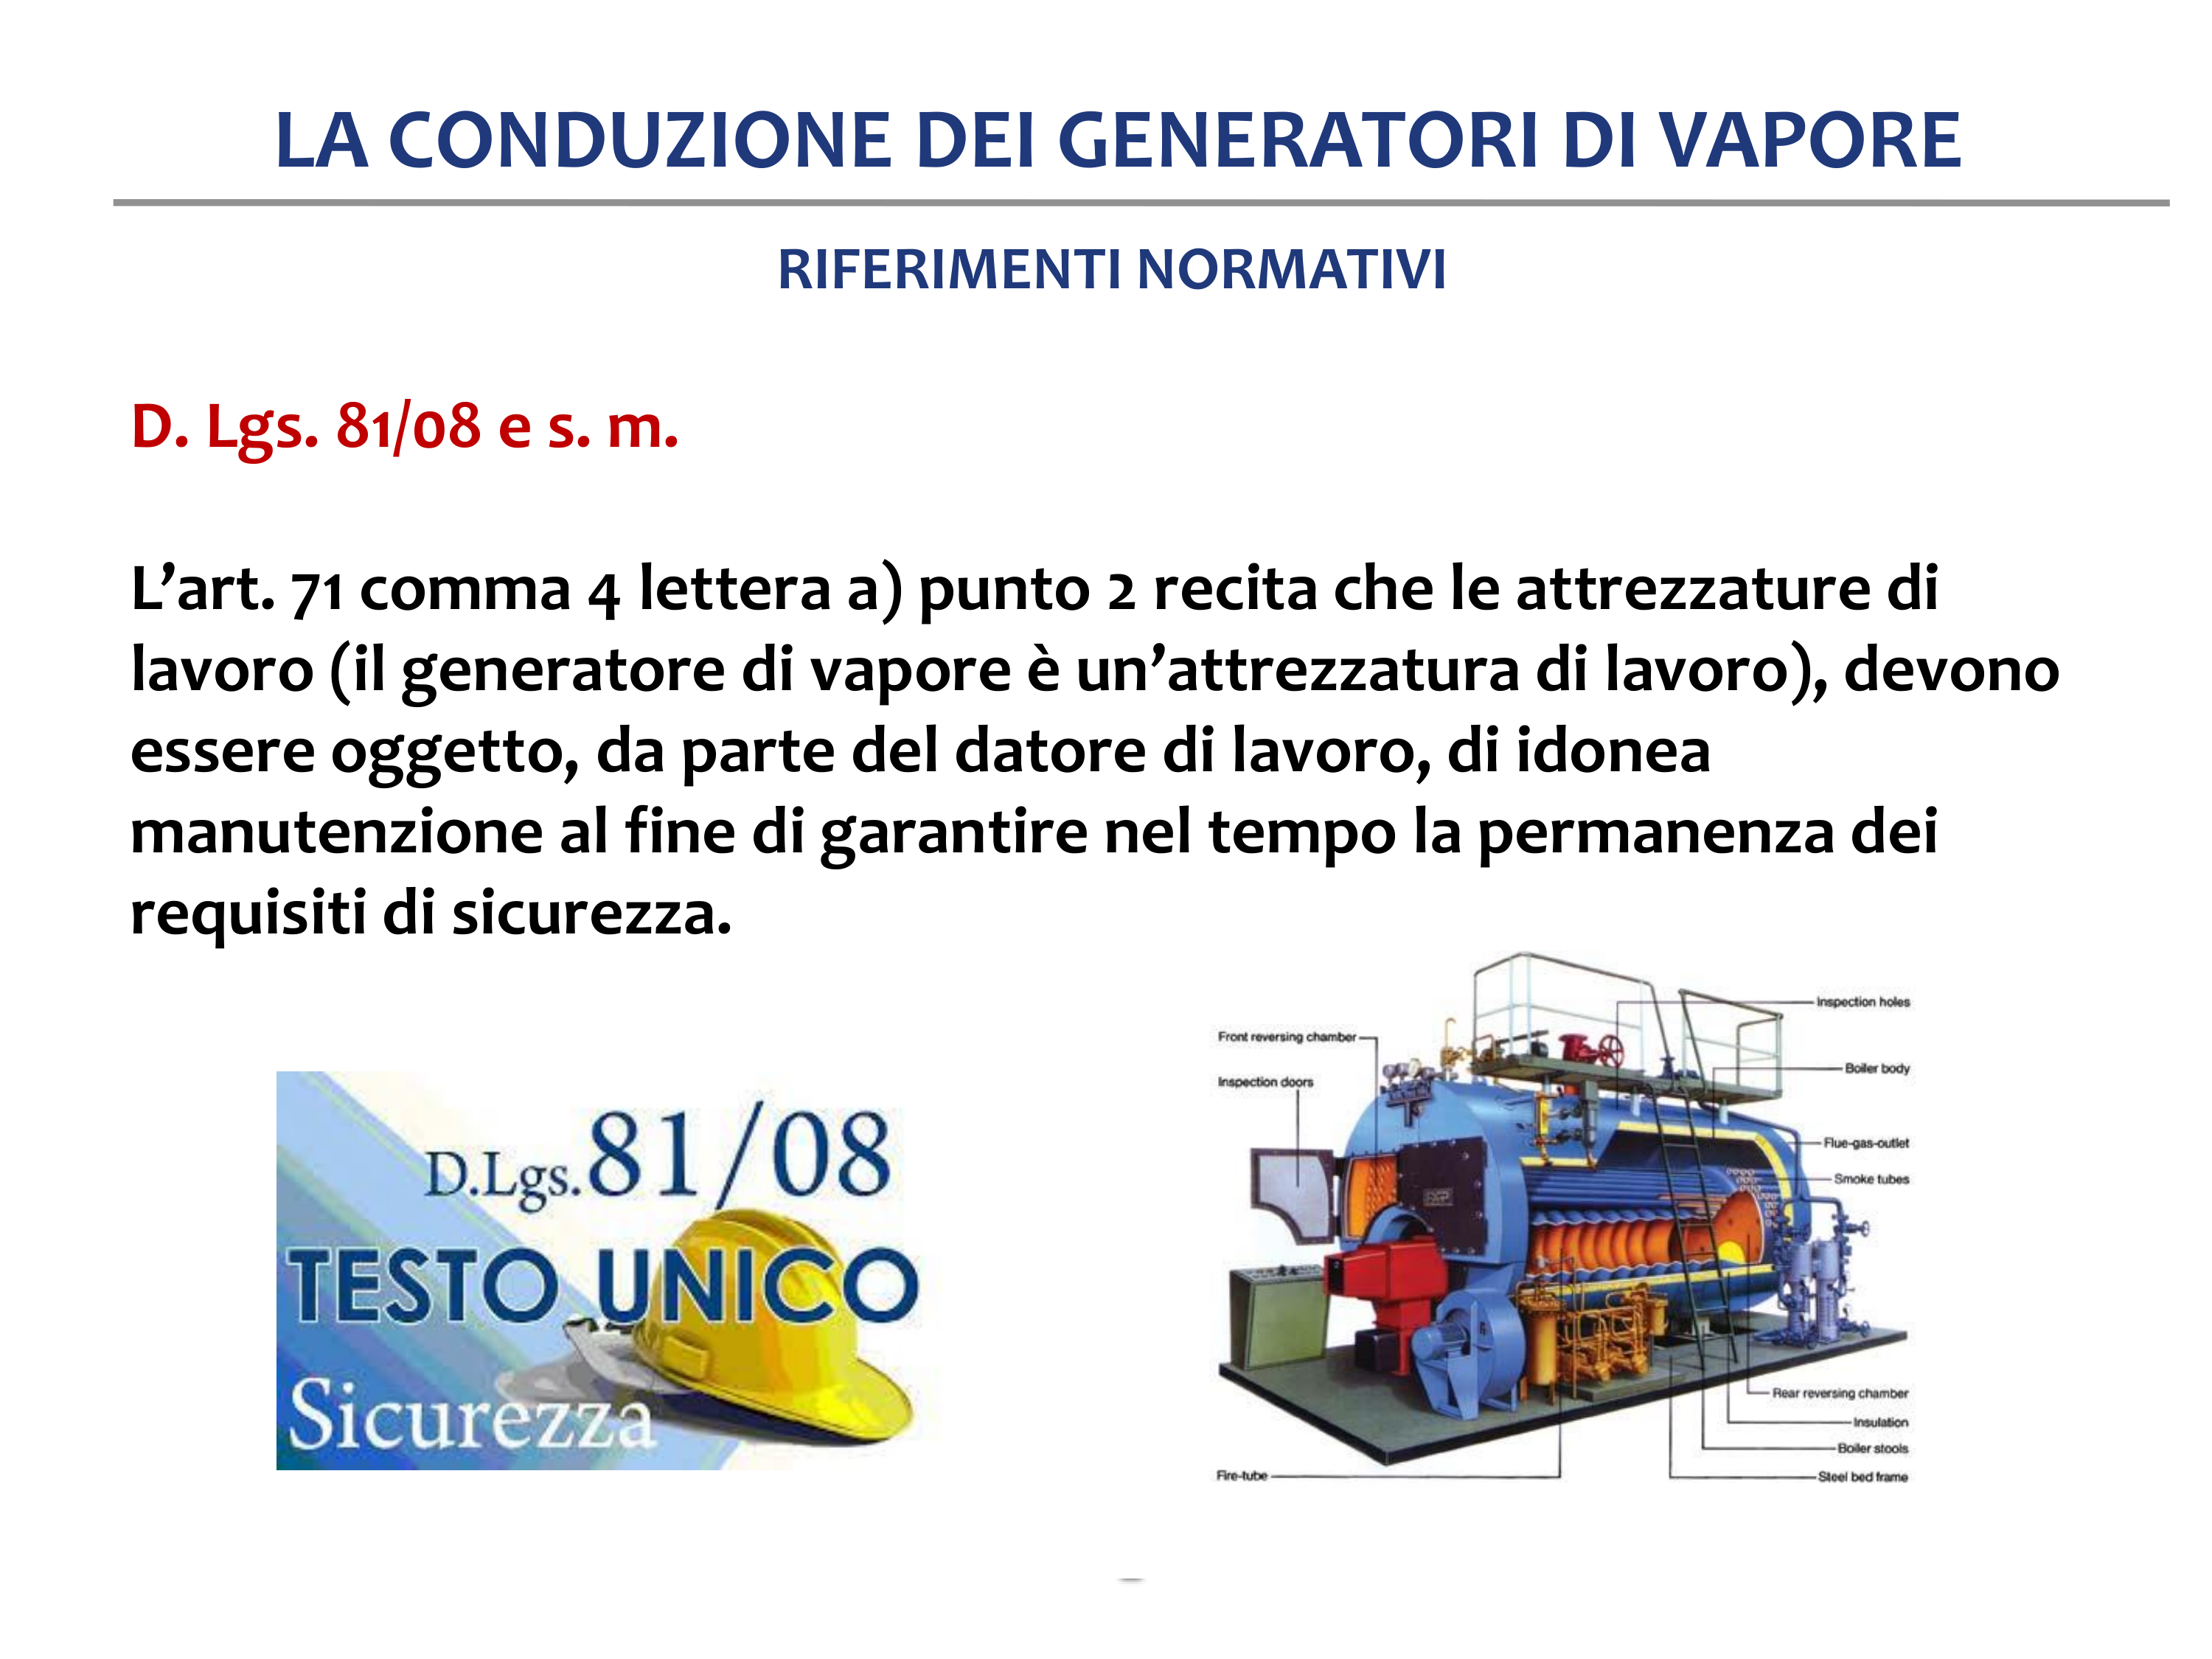 LA CONDUZIONE DEI GENERATORI DI VAPORE
RIFERIMENTI NORMATIVI
D. Lgs. 81/08 e s. m.
L’art. 71 comma 4 lettera a) punto 2 recita che le attrezzature di
lavoro (il generatore di vapore è un’attrezzatura di lavoro), devono
essere oggetto, da parte del datore di lavoro, di idonea
manutenzione al fine di garantire nel tempo la permanenza dei
requisiti di sicurezza.
D.Lgs.81/08
TESTO UNICO
Sicurezza
Inspection holes
Front reversing chamber
Boiler body
Inspection doors
Flue-gas-outlet
Smoke tubes
Rear reversing chamber
Insulation
Boiler stools
Fire-tube
Steel bed frame